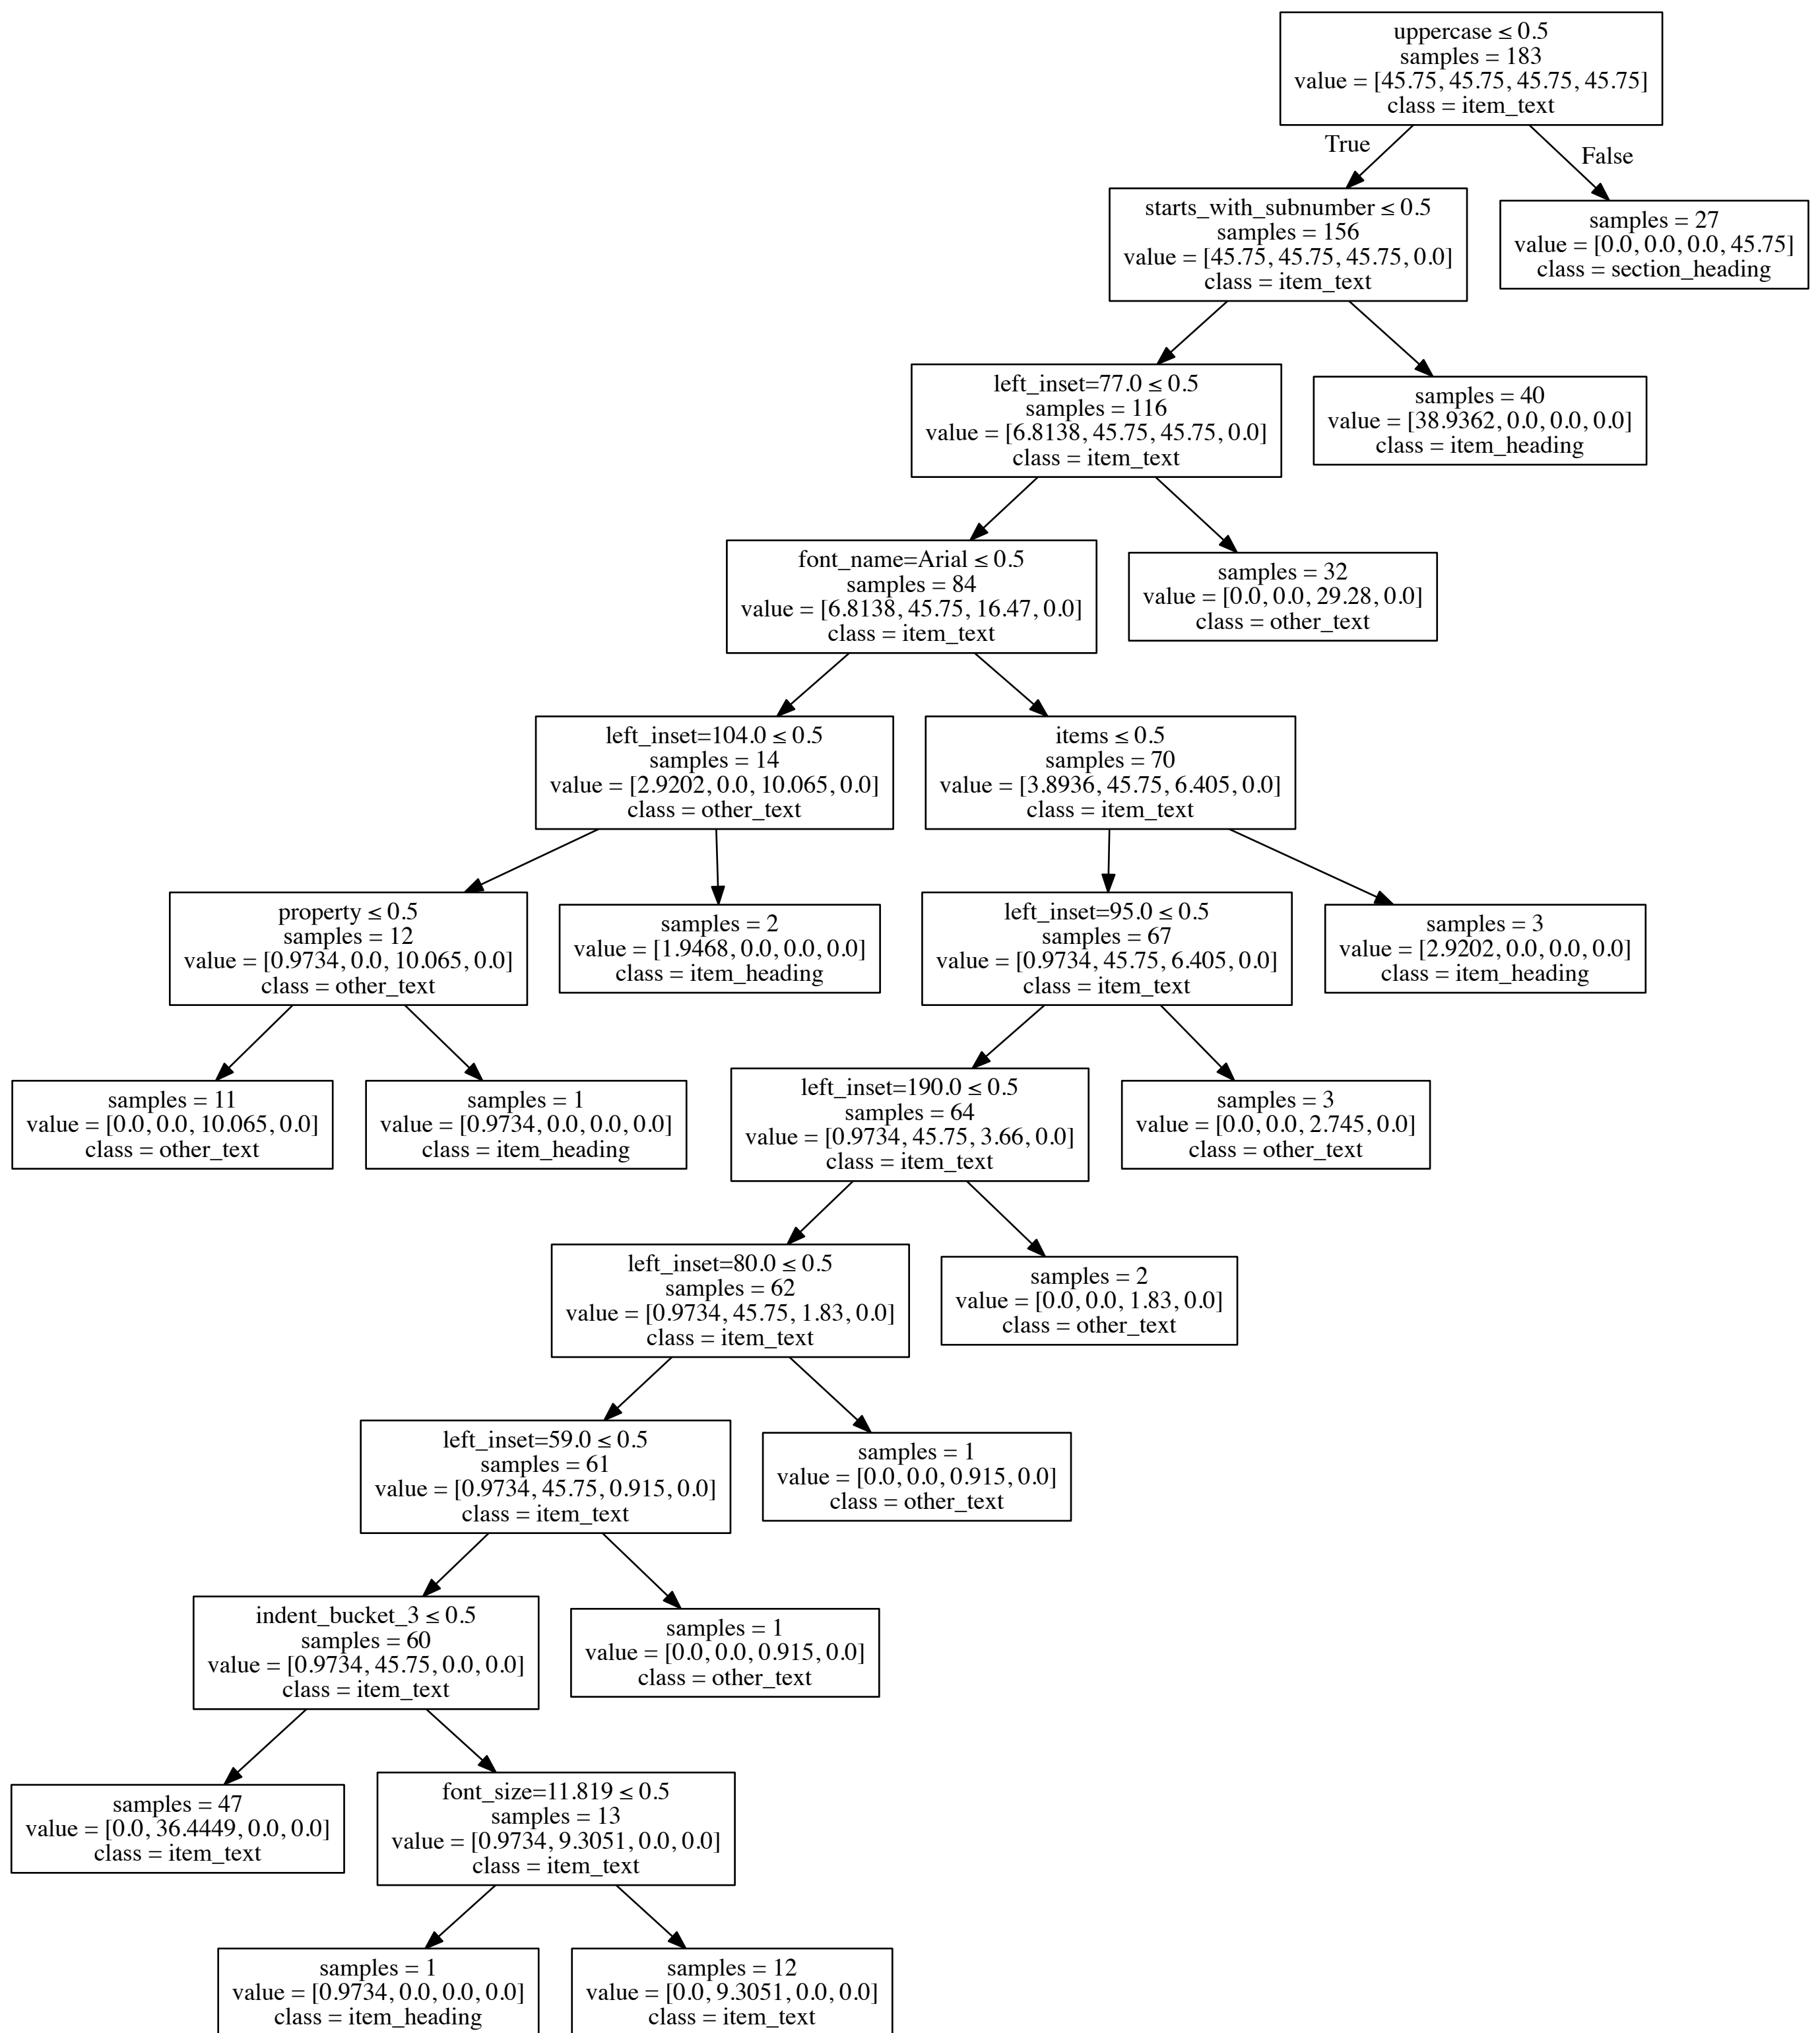 uppercase ≤ 0.5
samples = 183
value = [45.75, 45.75, 45.75, 45.75]
class = item_text
True
False
starts_with_subnumber ≤ 0.5
samples = 156
value = [45.75, 45.75, 45.75, 0.0]
class = item_text
samples = 27
value = [0.0, 0.0, 0.0, 45.75]
class = section_heading
left_inset=77.0 ≤ 0.5
samples = 116
value = [6.8138, 45.75, 45.75, 0.0]
class = item_text
samples = 40
value = [38.9362, 0.0, 0.0, 0.0]
class = item_heading
font_name=Arial ≤ 0.5
samples = 84
value = [6.8138, 45.75, 16.47, 0.0]
class = item_text
samples = 32
value = [0.0, 0.0, 29.28, 0.0]
class = other_text
left_inset=104.0 ≤ 0.5
samples = 14
value = [2.9202, 0.0, 10.065, 0.0]
class = other_text
items ≤ 0.5
samples = 70
value = [3.8936, 45.75, 6.405, 0.0]
class = item_text
property ≤ 0.5
samples = 12
value = [0.9734, 0.0, 10.065, 0.0]
class = other_text
samples = 2
value = [1.9468, 0.0, 0.0, 0.0]
class = item_heading
left_inset=95.0 ≤ 0.5
samples = 67
value = [0.9734, 45.75, 6.405, 0.0]
class = item_text
samples = 3
value = [2.9202, 0.0, 0.0, 0.0]
class = item_heading
samples = 11
value = [0.0, 0.0, 10.065, 0.0]
class = other_text
samples = 1
value = [0.9734, 0.0, 0.0, 0.0]
class = item_heading
left_inset=190.0 ≤ 0.5
samples = 64
value = [0.9734, 45.75, 3.66, 0.0]
class = item_text
samples = 3
value = [0.0, 0.0, 2.745, 0.0]
class = other_text
left_inset=80.0 ≤ 0.5
samples = 62
value = [0.9734, 45.75, 1.83, 0.0]
class = item_text
samples = 2
value = [0.0, 0.0, 1.83, 0.0]
class = other_text
left_inset=59.0 ≤ 0.5
samples = 61
value = [0.9734, 45.75, 0.915, 0.0]
class = item_text
samples = 1
value = [0.0, 0.0, 0.915, 0.0]
class = other_text
indent_bucket_3 ≤ 0.5
samples = 60
value = [0.9734, 45.75, 0.0, 0.0]
class = item_text
samples = 1
value = [0.0, 0.0, 0.915, 0.0]
class = other_text
samples = 47
value = [0.0, 36.4449, 0.0, 0.0]
class = item_text
font_size=11.819 ≤ 0.5
samples = 13
value = [0.9734, 9.3051, 0.0, 0.0]
class = item_text
samples = 1
value = [0.9734, 0.0, 0.0, 0.0]
class = item_heading
samples = 12
value = [0.0, 9.3051, 0.0, 0.0]
class = item_text